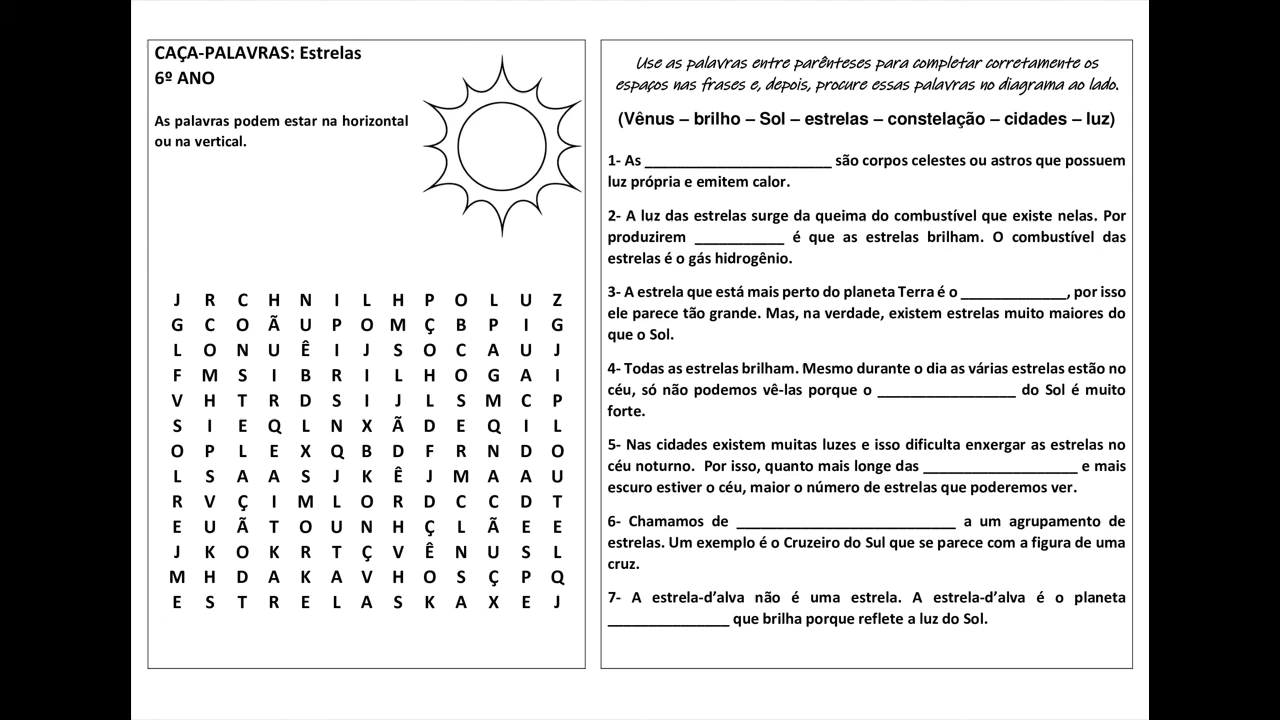 CAÇA-PALAVRAS: Estrelas
6º ANO
As palavras podem estar na horizontal
ou na vertical.
J R C H N I L H P O L U Z
G C O Ã U P O M Ç B P I G
L O N U Ê I J S O C A U J
F M S I B R I L H O G A I
V H T R D S I J L S M C P
S I E Q L N X Ã D E Q I L
O P L E X Q B D F R N D O
L S A A S J K Ê J M A A U
R V Ç I M L O R D C C D T
E U Ã T O U N H Ç L Ã E E
J K O K R T Ç V Ê N U S L
M H D A K A V H O S Ç P Q
E S T R E L A S K A X E J
Use as palavras entre parênteses para completar corretamente os
espaços nas frases e, depois, procure essas palavras no diagrama ao lado.
(Vênus – brilho – Sol – estrelas – constelação – cidades – luz)
1- As _______________________ são corpos celestes ou astros que possuem
luz própria e emitem calor.
2- A luz das estrelas surge da queima do combustível que existe nelas. Por
produzirem ___________ é que as estrelas brilham. O combustível das
estrelas é o gás hidrogênio.
3- A estrela que está mais perto do planeta Terra é o _____________, por isso
ele parece tão grande. Mas, na verdade, existem estrelas muito maiores do
que o Sol.
4- Todas as estrelas brilham. Mesmo durante o dia as várias estrelas estão no
céu, só não podemos vê-las porque o _________________ do Sol é muito
forte.
5- Nas cidades existem muitas luzes e isso dificulta enxergar as estrelas no
céu noturno. Por isso, quanto mais longe das ___________________ e mais
escuro estiver o céu, maior o número de estrelas que poderemos ver.
6- Chamamos de ___________________________ a um agrupamento de
estrelas. Um exemplo é o Cruzeiro do Sul que se parece com a figura de uma
cruz.
7- A estrela-d’alva não é uma estrela. A estrela-d’alva é o planeta
_______________ que brilha porque reflete a luz do Sol.